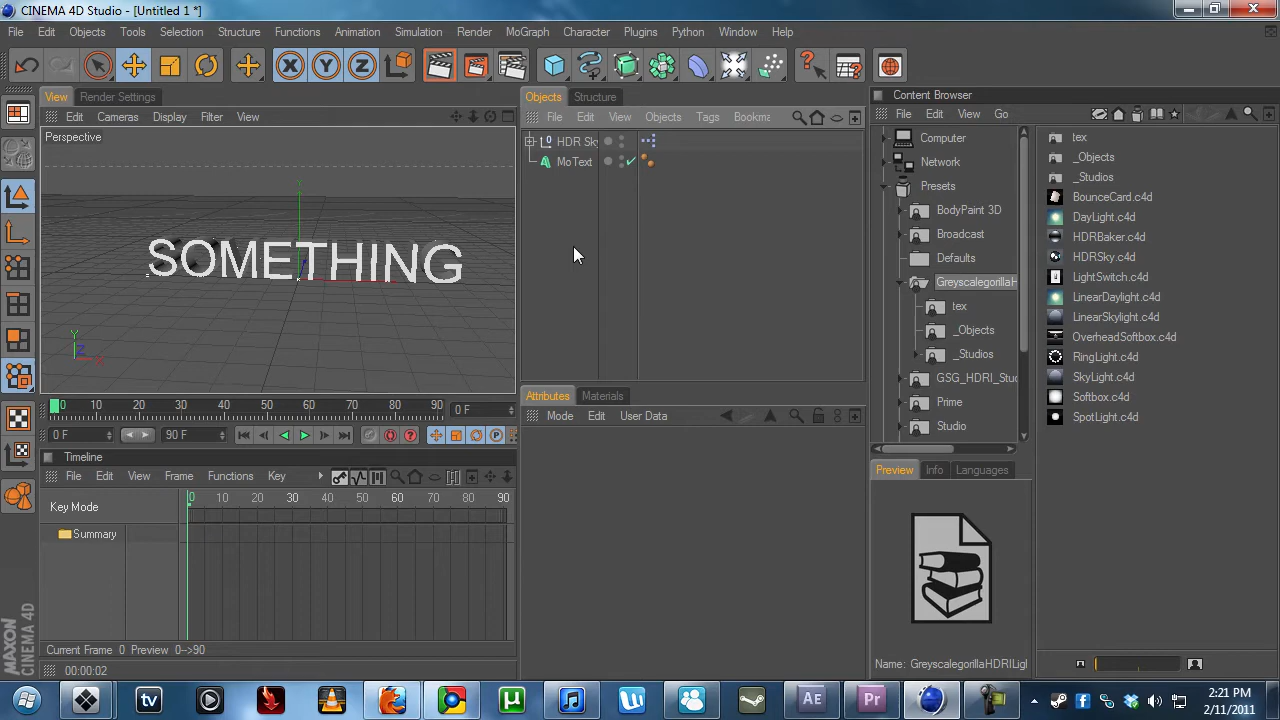 CINEMA 4D Studio - [Untitled 1 *]
File Edit Objects Tools Selection Structure Functions Animation Simulation Render MoGraph Character Plugins Python Window Help
View Render Settings
Edit Cameras Display Filter View
Perspective
SOMETHING
Y
Y
Z
X
0 10 20 30 40 50 60 70 80 90 0 F
0 F 90 F
Timeline
File Edit View Frame Functions Key
Key Mode
0 10 20 30 40 50 60 70 80 90
Summary
Current Frame 0 Preview 0-->90
00:00:02
MAXON
CINEMA 4D
Objects Structure
File Edit View Objects Tags Bookma
HDR Sk
MoText
Attributes Materials
Mode Edit User Data
Content Browser
File Edit View Go
Computer
Network
Presets
BodyPaint 3D
Broadcast
Defaults
GreyscalegorillaH
tex
_Objects
_Studios
GSG_HDRI_Stud
Prime
Studio
tex
_Objects
_Studios
BounceCard.c4d
DayLight.c4d
HDRBaker.c4d
HDRSky.c4d
LightSwitch.c4d
LinearDaylight.c4d
LinearSkylight.c4d
OverheadSoftbox.c4d
RingLight.c4d
SkyLight.c4d
Softbox.c4d
SpotLight.c4d
Preview Info Languages
Name: GreyscalegorillaHDRILigl
tv
Ae
Pr
2:21 PM
2/11/2011